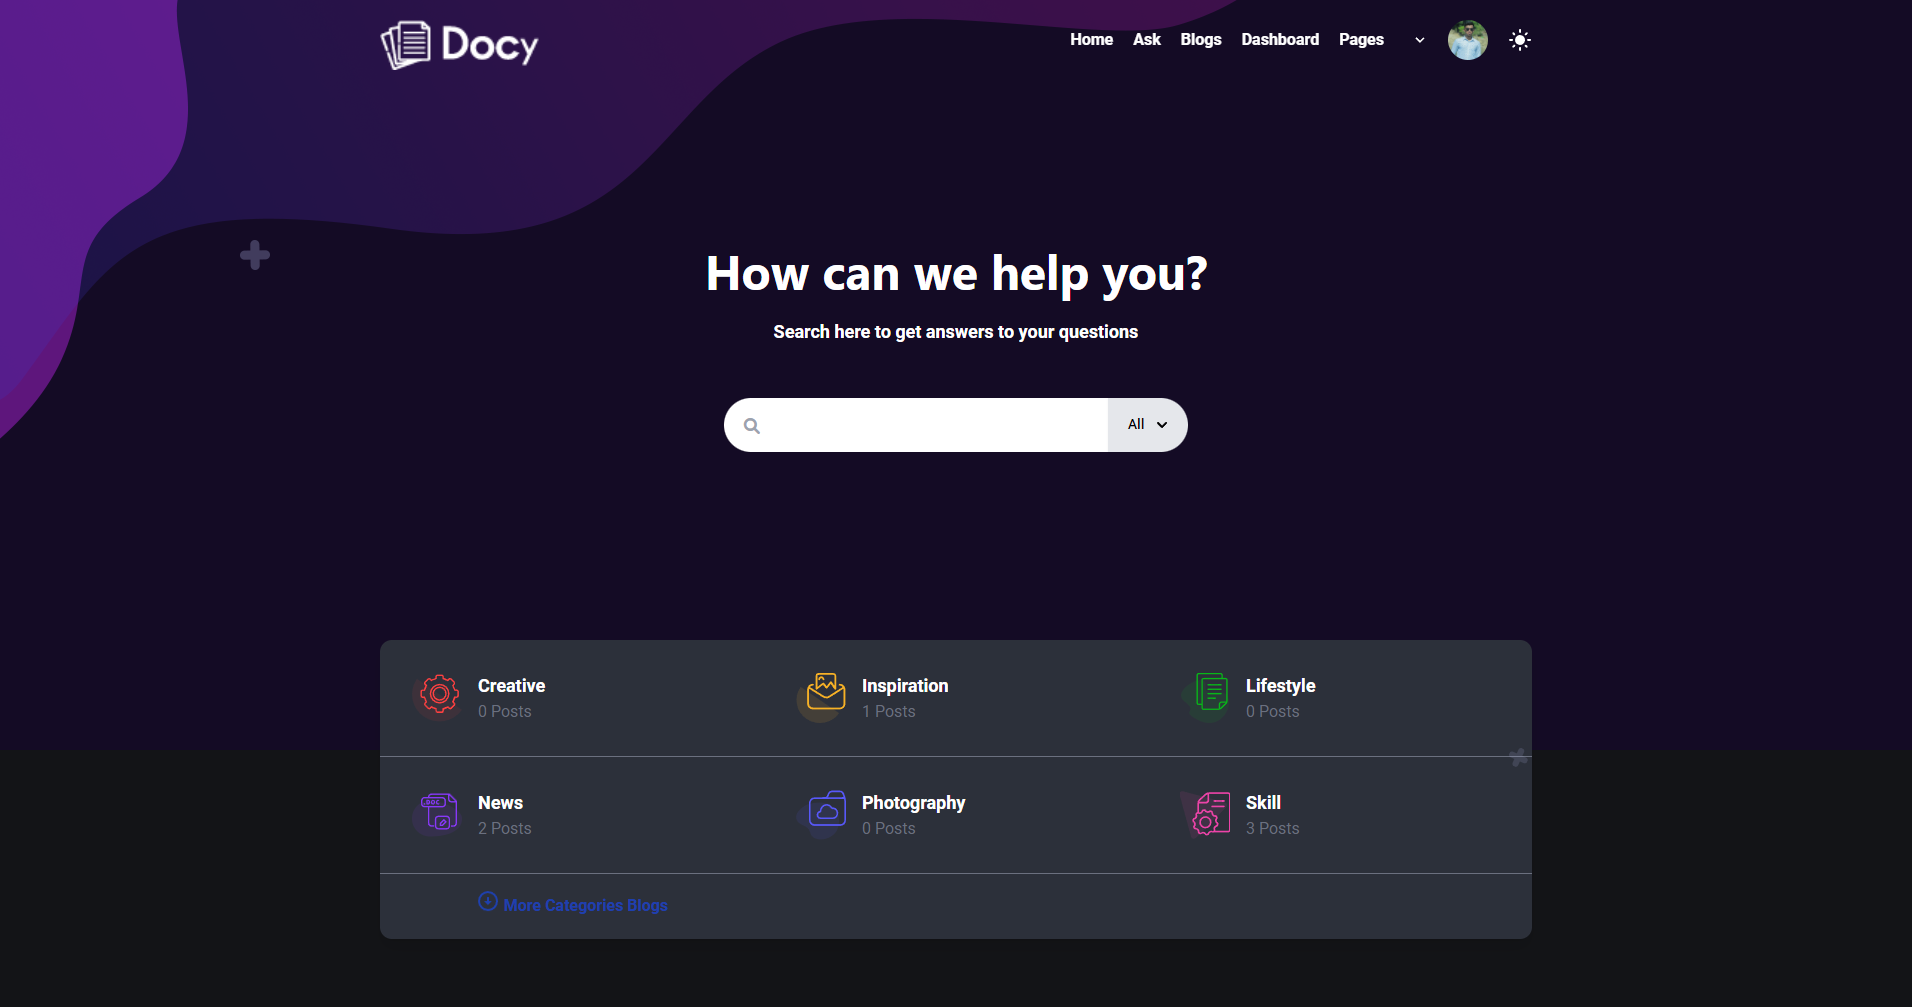 Docy
Home Ask Blogs Dashboard Pages
How can we help you?
Search here to get answers to your questions
All
Creative
0 Posts
Inspiration
1 Posts
Lifestyle
0 Posts
News
2 Posts
Photography
0 Posts
Skill
3 Posts
More Categories Blogs